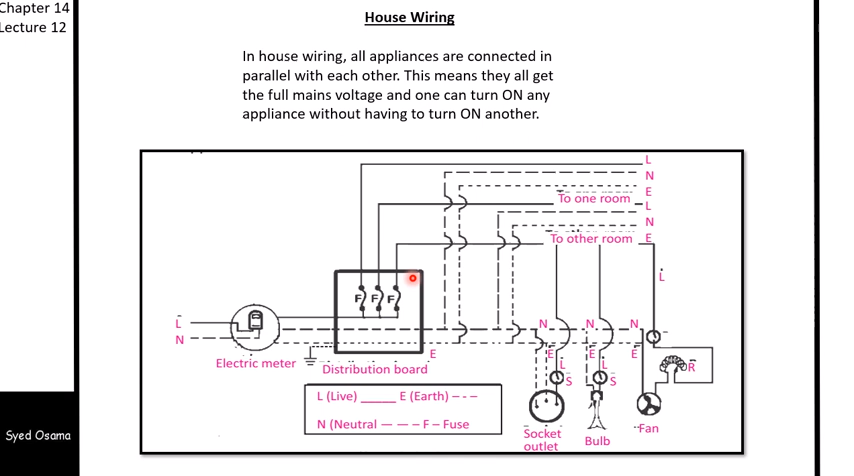 Chapter 14
Lecture 12
House Wiring
In house wiring, all appliances are connected in
parallel with each other. This means they all get
the full mains voltage and one can turn ON any
appliance without having to turn ON another.
L
N
E
To one room
L
N
To other room
E
L
F F F
L
N
N N N
E E E
L L
S S
R
Electric meter
Distribution board
E
L (Live) _____ E (Earth) – - –
N (Neutral — — – F – Fuse
Socket
outlet
Bulb
Fan
Syed Osama